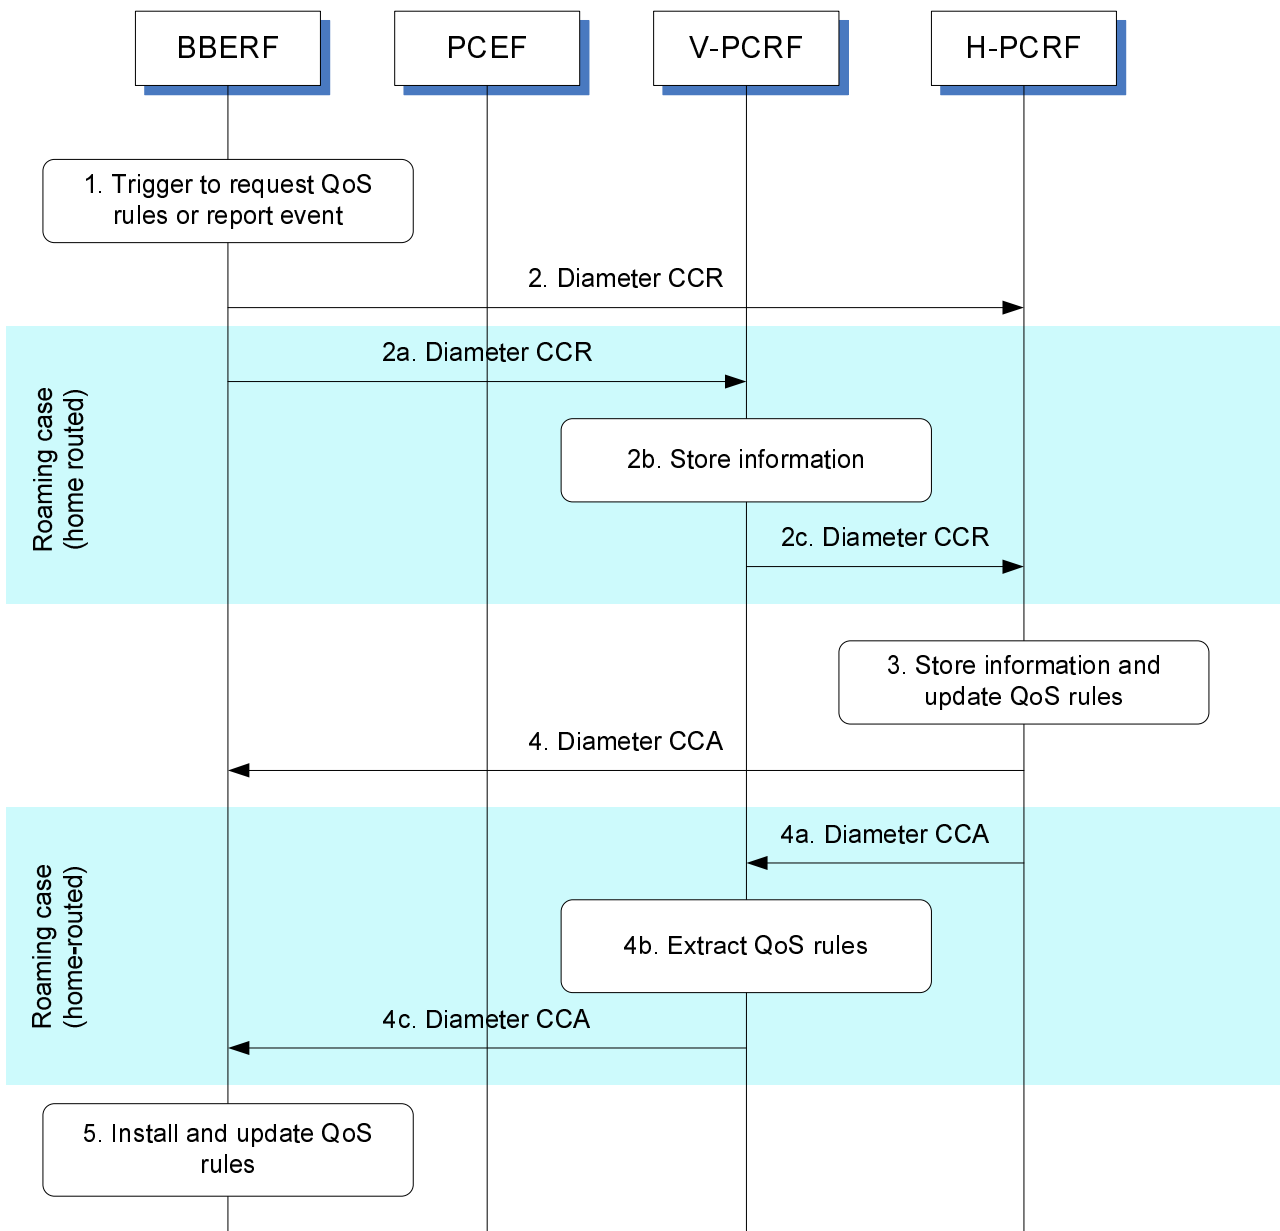 BBERF
PCEF
V-PCRF
H-PCRF
1. Trigger to request QoS
rules or report event
2. Diameter CCR
2a. Diameter CCR
Roaming case
(home routed)
2b. Store information
2c. Diameter CCR
3. Store information and
update QoS rules
4. Diameter CCA
4a. Diameter CCA
Roaming case
(home-routed)
4b. Extract QoS rules
4c. Diameter CCA
5. Install and update QoS
rules